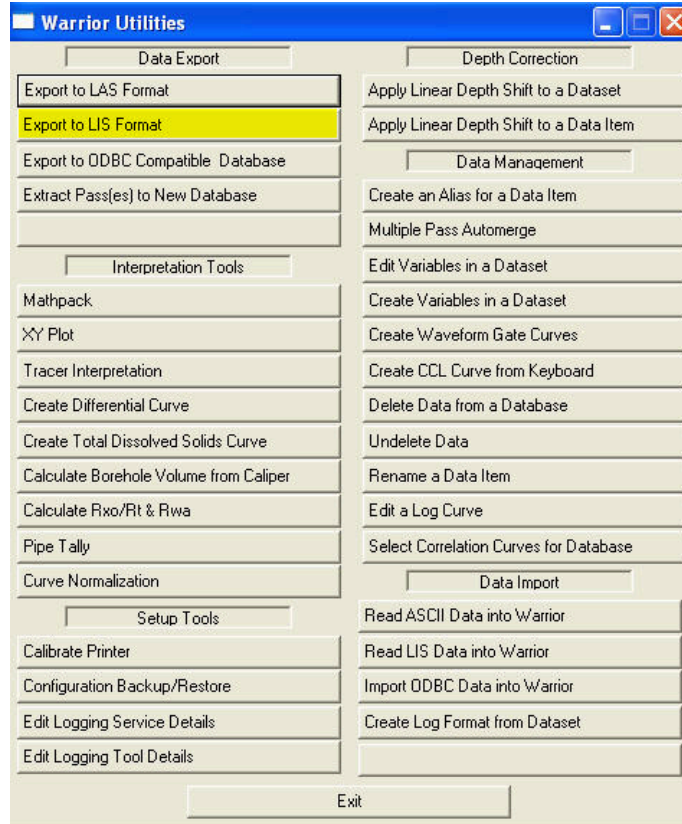 Warrior Utilities
Data Export
Export to LAS Format
Export to LIS Format
Export to ODBC Compatible Database
Extract Pass(es) to New Database
Interpretation Tools
Mathpack
XY Plot
Tracer Interpretation
Create Differential Curve
Create Total Dissolved Solids Curve
Calculate Borehole Volume from Caliper
Calculate Rxo/Rt & Rwa
Pipe Tally
Curve Normalization
Setup Tools
Calibrate Printer
Configuration Backup/Restore
Edit Logging Service Details
Edit Logging Tool Details
Depth Correction
Apply Linear Depth Shift to a Dataset
Apply Linear Depth Shift to a Data Item
Data Management
Create an Alias for a Data Item
Multiple Pass Automerge
Edit Variables in a Dataset
Create Variables in a Dataset
Create Waveform Gate Curves
Create CCL Curve from Keyboard
Delete Data from a Database
Undelete Data
Rename a Data Item
Edit a Log Curve
Select Correlation Curves for Database
Data Import
Read ASCII Data into Warrior
Read LIS Data into Warrior
Import ODBC Data into Warrior
Create Log Format from Dataset
Exit